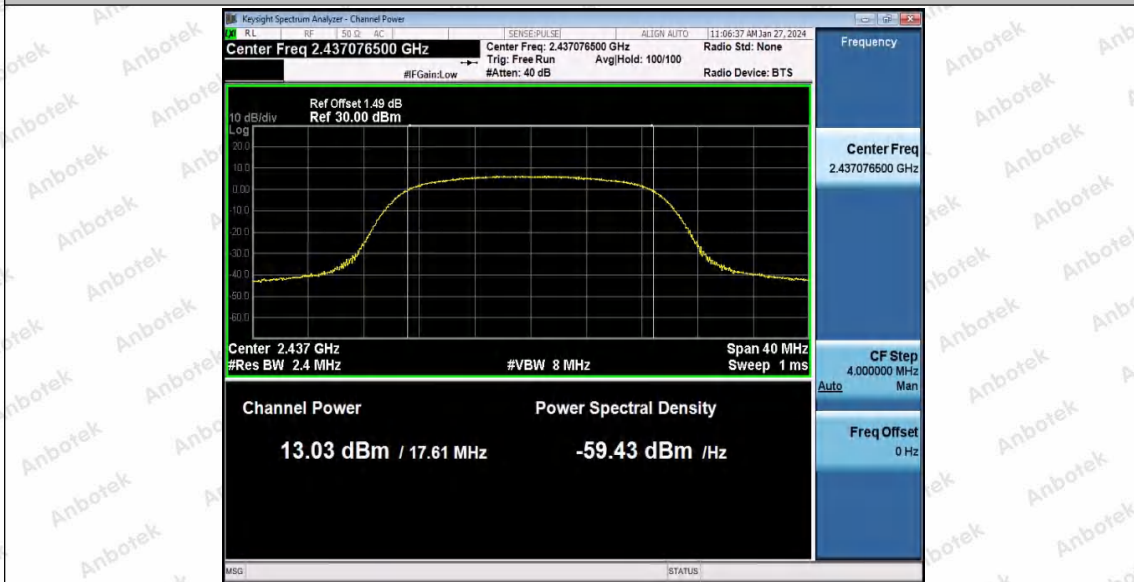 Keysight Spectrum Analyzer - Channel Power
RL RF 50 Ω AC SENSE:PULSE ALIGN AUTO 11:06:37 AM Jan 27, 2024
Center Freq 2.437076500 GHz
Center Freq: 2.437076500 GHz Radio Std: None
Trig: Free Run Avg|Hold: 100/100
#IFGain:Low #Atten: 40 dB Radio Device: BTS
Frequency
Ref Offset 1.49 dB
10 dB/div Ref 30.00 dBm
Log
20.0
10.0
0.00
-10.0
-20.0
-30.0
-40.0
-50.0
-60.0
Center Freq
2.437076500 GHz
Center 2.437 GHz Span 40 MHz
#Res BW 2.4 MHz #VBW 8 MHz Sweep 1 ms
CF Step
4.000000 MHz
Auto Man
Freq Offset
0 Hz
Channel Power Power Spectral Density
13.03 dBm / 17.61 MHz -59.43 dBm /Hz
MSG STATUS
Anbotek